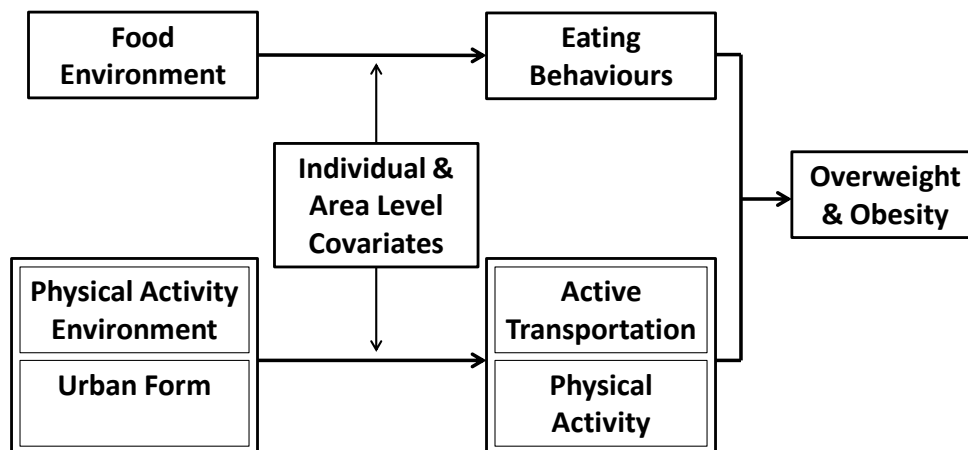 Food
Environment
Eating
Behaviours
Individual &
Area Level
Covariates
Overweight
& Obesity
Physical Activity
Environment
Urban Form
Active
Transportation
Physical
Activity